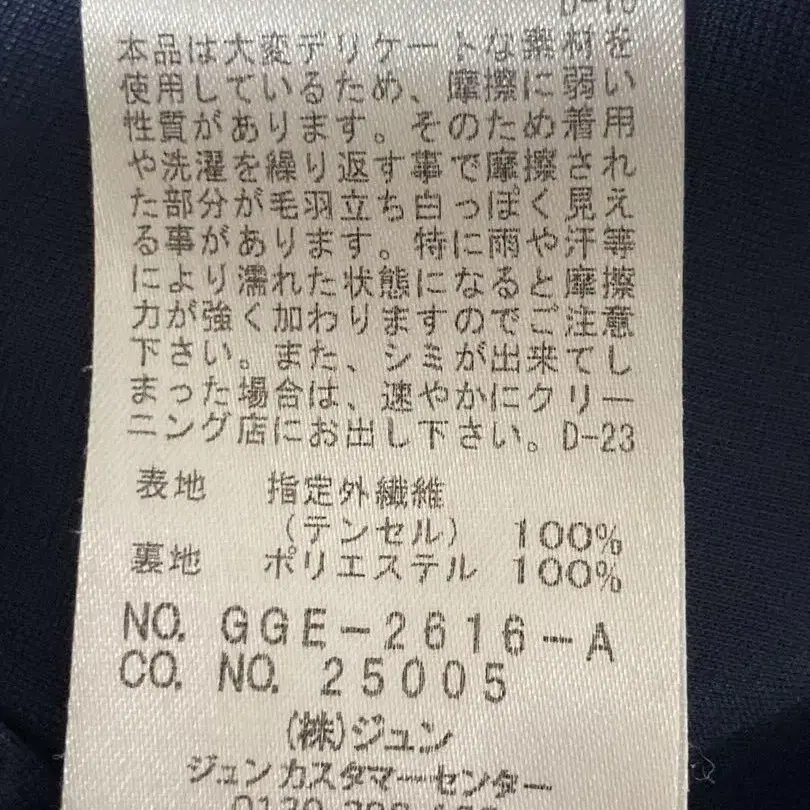 D-10
本品は大変デリケートな素材を
使用しているため、摩擦に弱い
性質があります。その為着用
や洗濯を繰り返す事で摩擦され
た部分が毛羽立ち白っぽく見え
る事があります。特に雨や汗等
により濡れた状態になると摩擦
力が強く加わりますのでご注意
下さい。また、シミが出来てし
まった場合は、速やかにクリー
ニング店にお出し下さい。D-23
表地 指定外繊維
(テンセル) 100%
裏地 ポリエステル 100%
NO. GGE-2616-A
CO. NO. 25005
(株)ジュン
ジュンカスタマーセンター